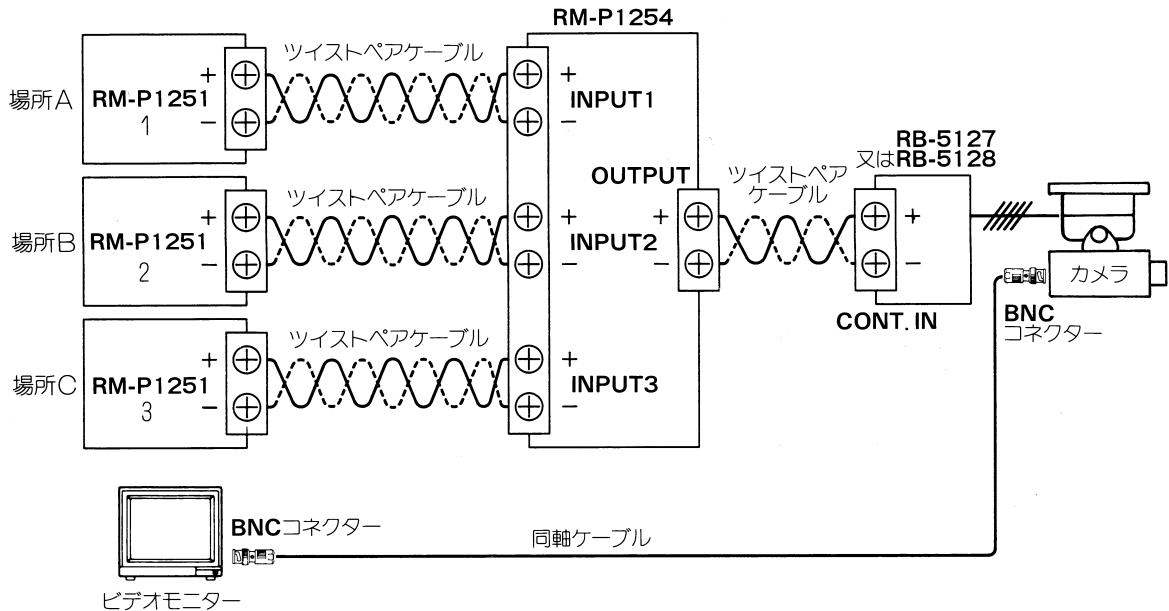 RM-P1254
場所A
RM-P1251
1
+
−
ツイストペアケーブル
+
−
INPUT1
場所B
RM-P1251
2
+
−
ツイストペアケーブル
+
−
INPUT2
場所C
RM-P1251
3
+
−
ツイストペアケーブル
+
−
INPUT3
OUTPUT
+
−
ツイストペア
ケーブル
RB-5127
又はRB-5128
+
−
CONT. IN
カメラ
BNC
コネクター
BNCコネクター
同軸ケーブル
ビデオモニター